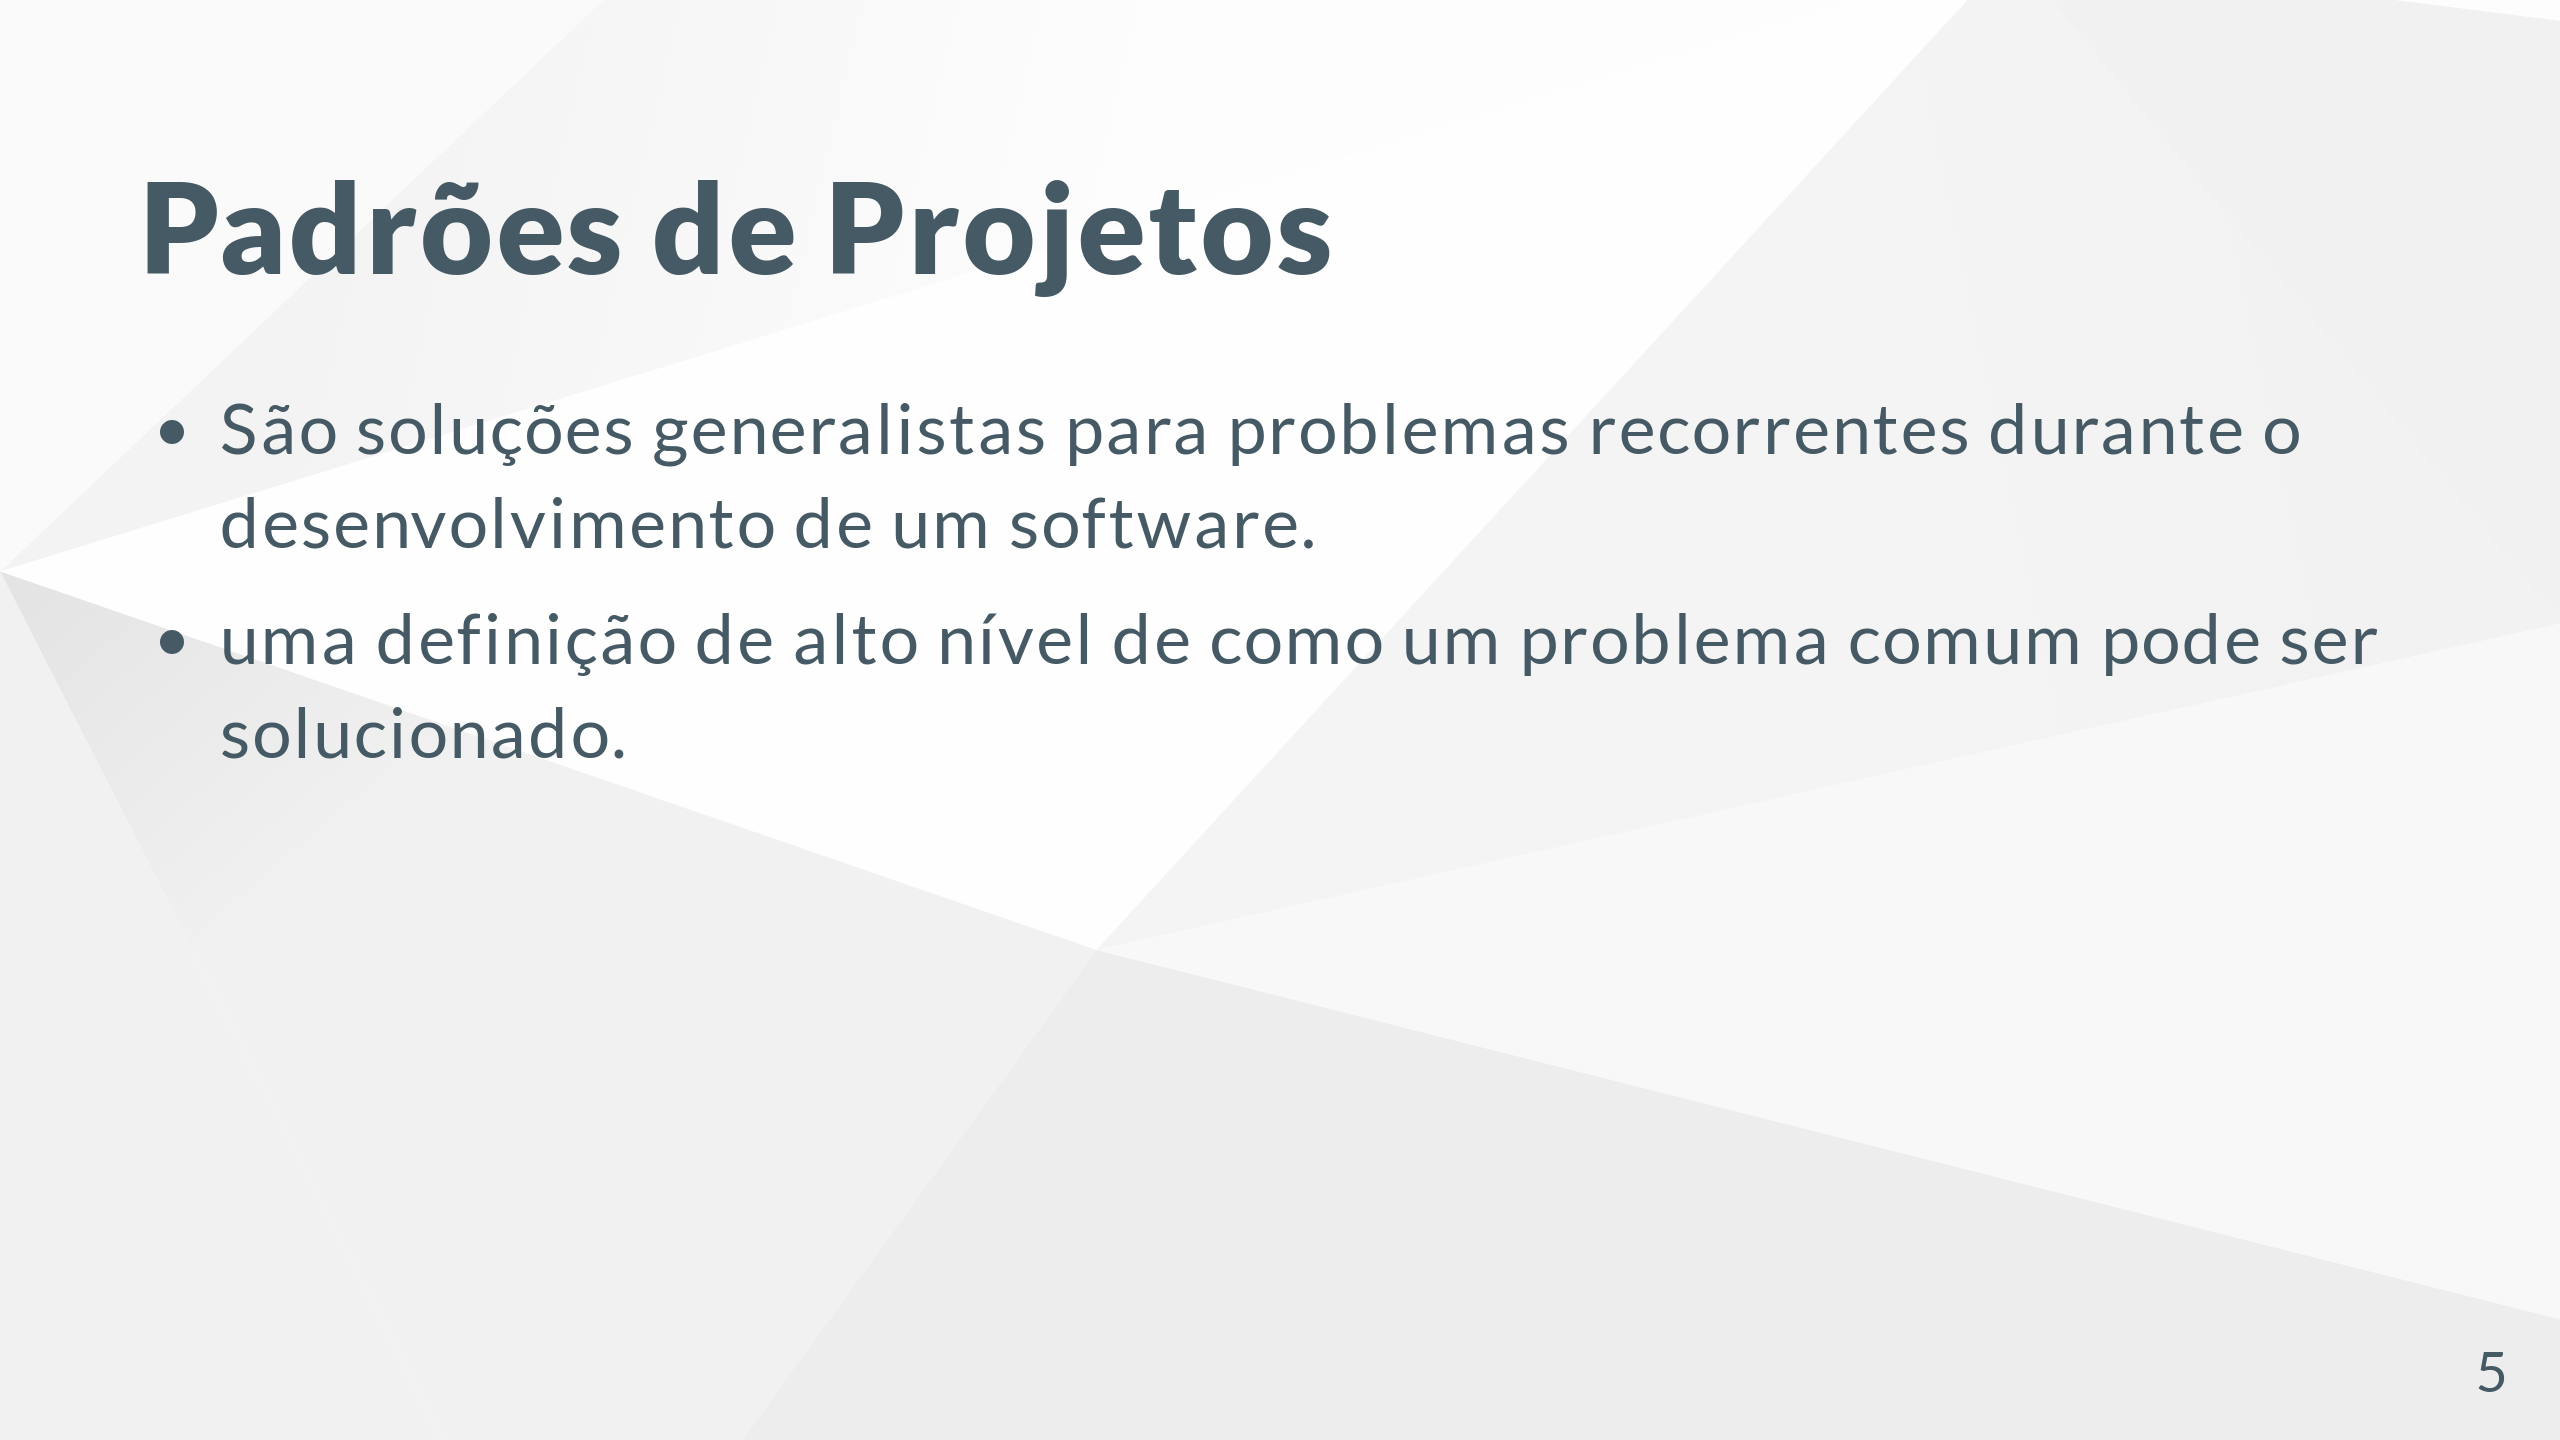 Padrões de Projetos
• São soluções generalistas para problemas recorrentes durante o
desenvolvimento de um software.
• uma definição de alto nível de como um problema comum pode ser
solucionado.
5